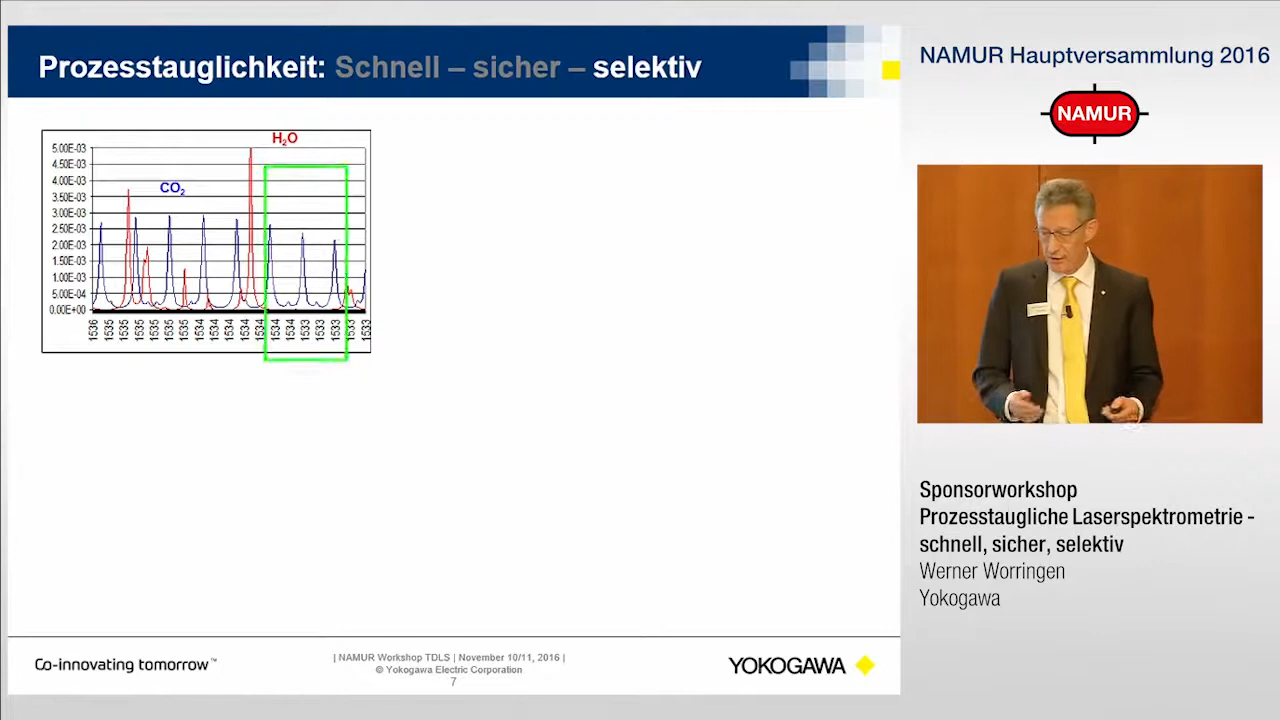 Prozesstauglichkeit: Schnell – sicher – selektiv
H2O
CO2
5.00E-03
4.50E-03
4.00E-03
3.50E-03
3.00E-03
2.50E-03
2.00E-03
1.50E-03
1.00E-03
5.00E-04
0.00E+00
1536 1535 1535 1535 1535 1535 1535 1534 1534 1534 1534 1534 1534 1534 1533 1533 1533 1533
Co-innovating tomorrow™
| NAMUR Workshop TDLS | November 10/11, 2016 |
© Yokogawa Electric Corporation
7
YOKOGAWA
NAMUR Hauptversammlung 2016
NAMUR
Sponsorworkshop
Prozesstaugliche Laserspektrometrie -
schnell, sicher, selektiv
Werner Worringen
Yokogawa